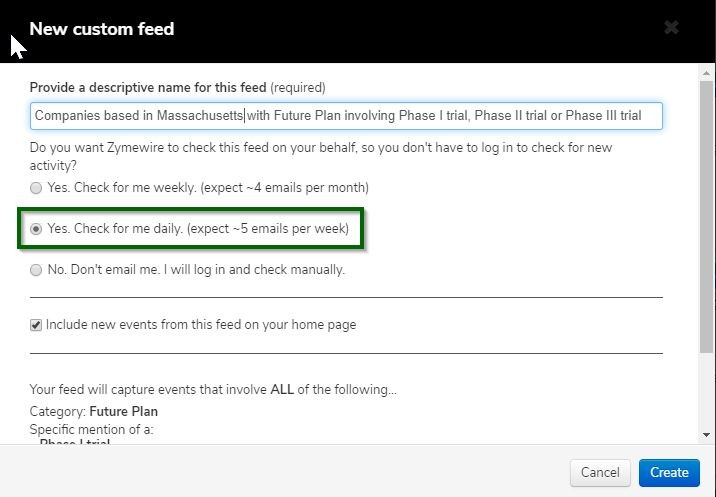 New custom feed
Provide a descriptive name for this feed (required)
Companies based in Massachusetts with Future Plan involving Phase I trial, Phase II trial or Phase III trial
Do you want Zymewire to check this feed on your behalf, so you don't have to log in to check for new
activity?
Yes. Check for me weekly. (expect ~4 emails per month)
Yes. Check for me daily. (expect ~5 emails per week)
No. Don't email me. I will log in and check manually.
Include new events from this feed on your home page
Your feed will capture events that involve ALL of the following...
Category: Future Plan
Specific mention of a:
Phase I trial
Cancel Create